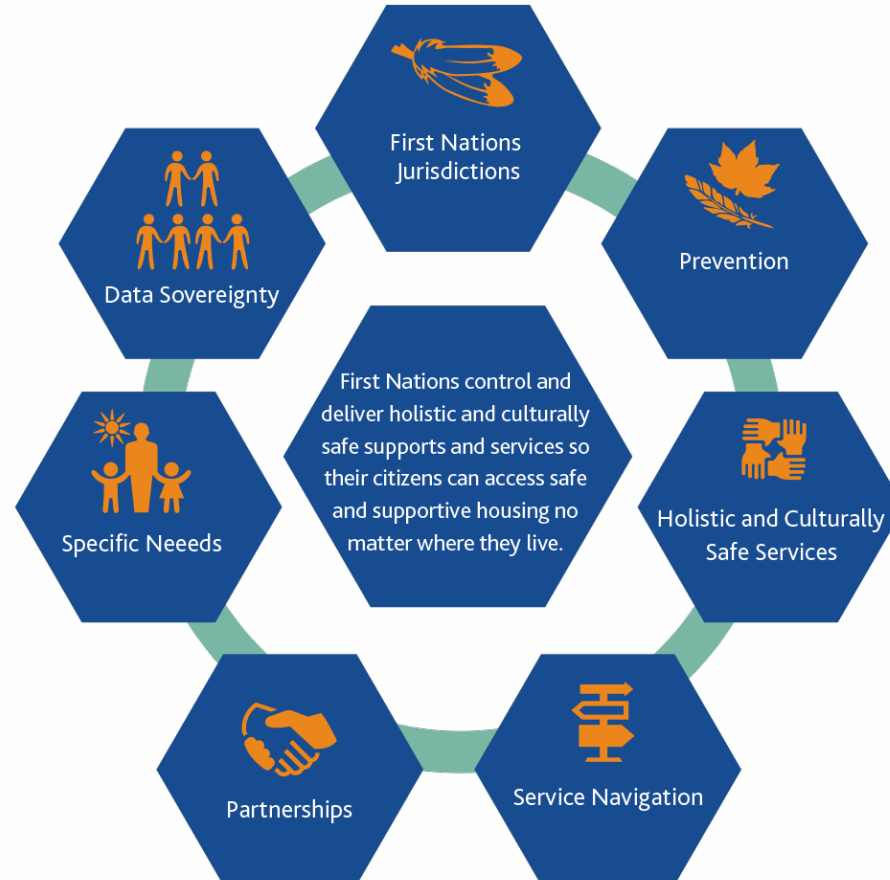 First Nations
Jurisdictions
Prevention
Holistic and Culturally
Safe Services
Service Navigation
Partnerships
Specific Neeeds
Data Sovereignty
First Nations control and
deliver holistic and culturally
safe supports and services so
their citizens can access safe
and supportive housing no
matter where they live.